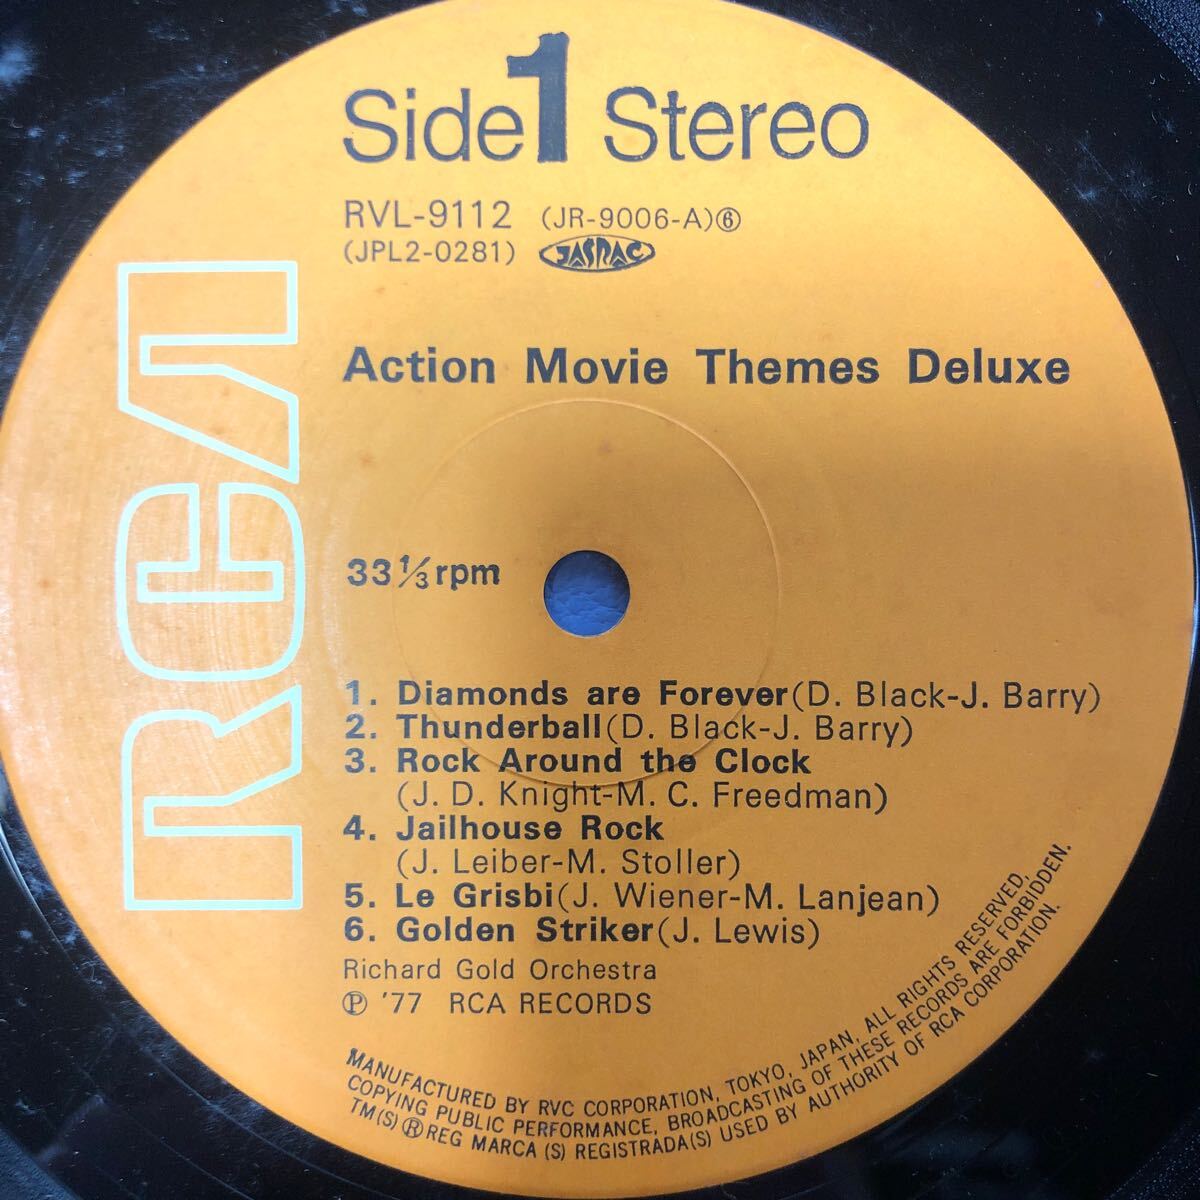 Side 1 Stereo
RVL-9112 (JR-9006-A)⑥
(JPL2-0281) JASRAC
Action Movie Themes Deluxe
RCA
33 1/3 rpm
1. Diamonds are Forever(D. Black-J. Barry)
2. Thunderball(D. Black-J. Barry)
3. Rock Around the Clock
(J. D. Knight-M. C. Freedman)
4. Jailhouse Rock
(J. Leiber-M. Stoller)
5. Le Grisbi(J. Wiener-M. Lanjean)
6. Golden Striker(J. Lewis)
Richard Gold Orchestra
Ⓟ '77 RCA RECORDS
MANUFACTURED BY RVC CORPORATION, TOKYO, JAPAN, ALL RIGHTS RESERVED,
COPYING PUBLIC PERFORMANCE, BROADCASTING OF THESE RECORDS ARE FORBIDDEN.
TM(S) ® REG MARCA (S) REGISTRADA(S) USED BY AUTHORITY OF RCA CORPORATION.